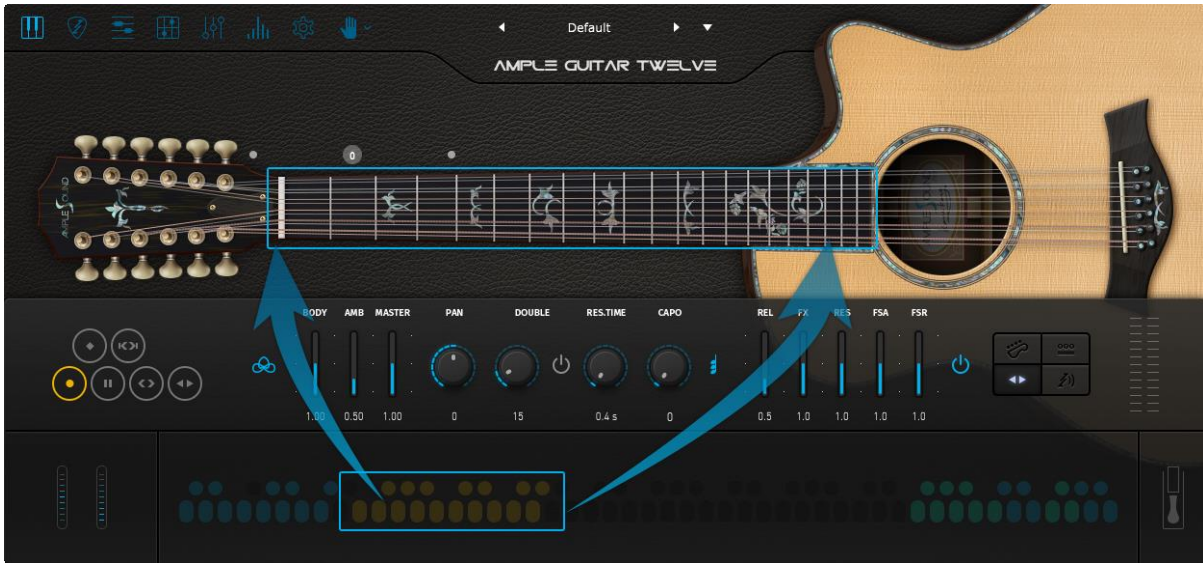 Default
AMPLE GUITAR TWELVE
0
AMPLE SOUND
BODY AMB MASTER PAN DOUBLE RES.TIME CAPO REL FX RES FSA FSR
1.00 0.50 1.00 0 15 0.4 s 0 0.5 1.0 1.0 1.0 1.0